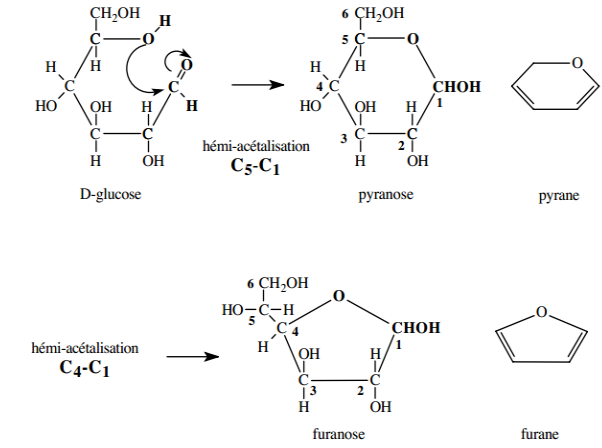 CH₂OH
H
C
O
H
H
O
C
C
HO
OH
H
H
C
C
H
OH
D-glucose
hémi-acétalisation
C₅-C₁
6 CH₂OH
5 C
O
H
H
4 C
CHOH
1
HO
OH
H
3 C
C
2
H
OH
pyranose
O
pyrane
hémi-acétalisation
C₄-C₁
6 CH₂OH
HO-C-H
5
O
C 4
CHOH
1
H
OH
H
C
C
3
2
H
OH
furanose
O
furane